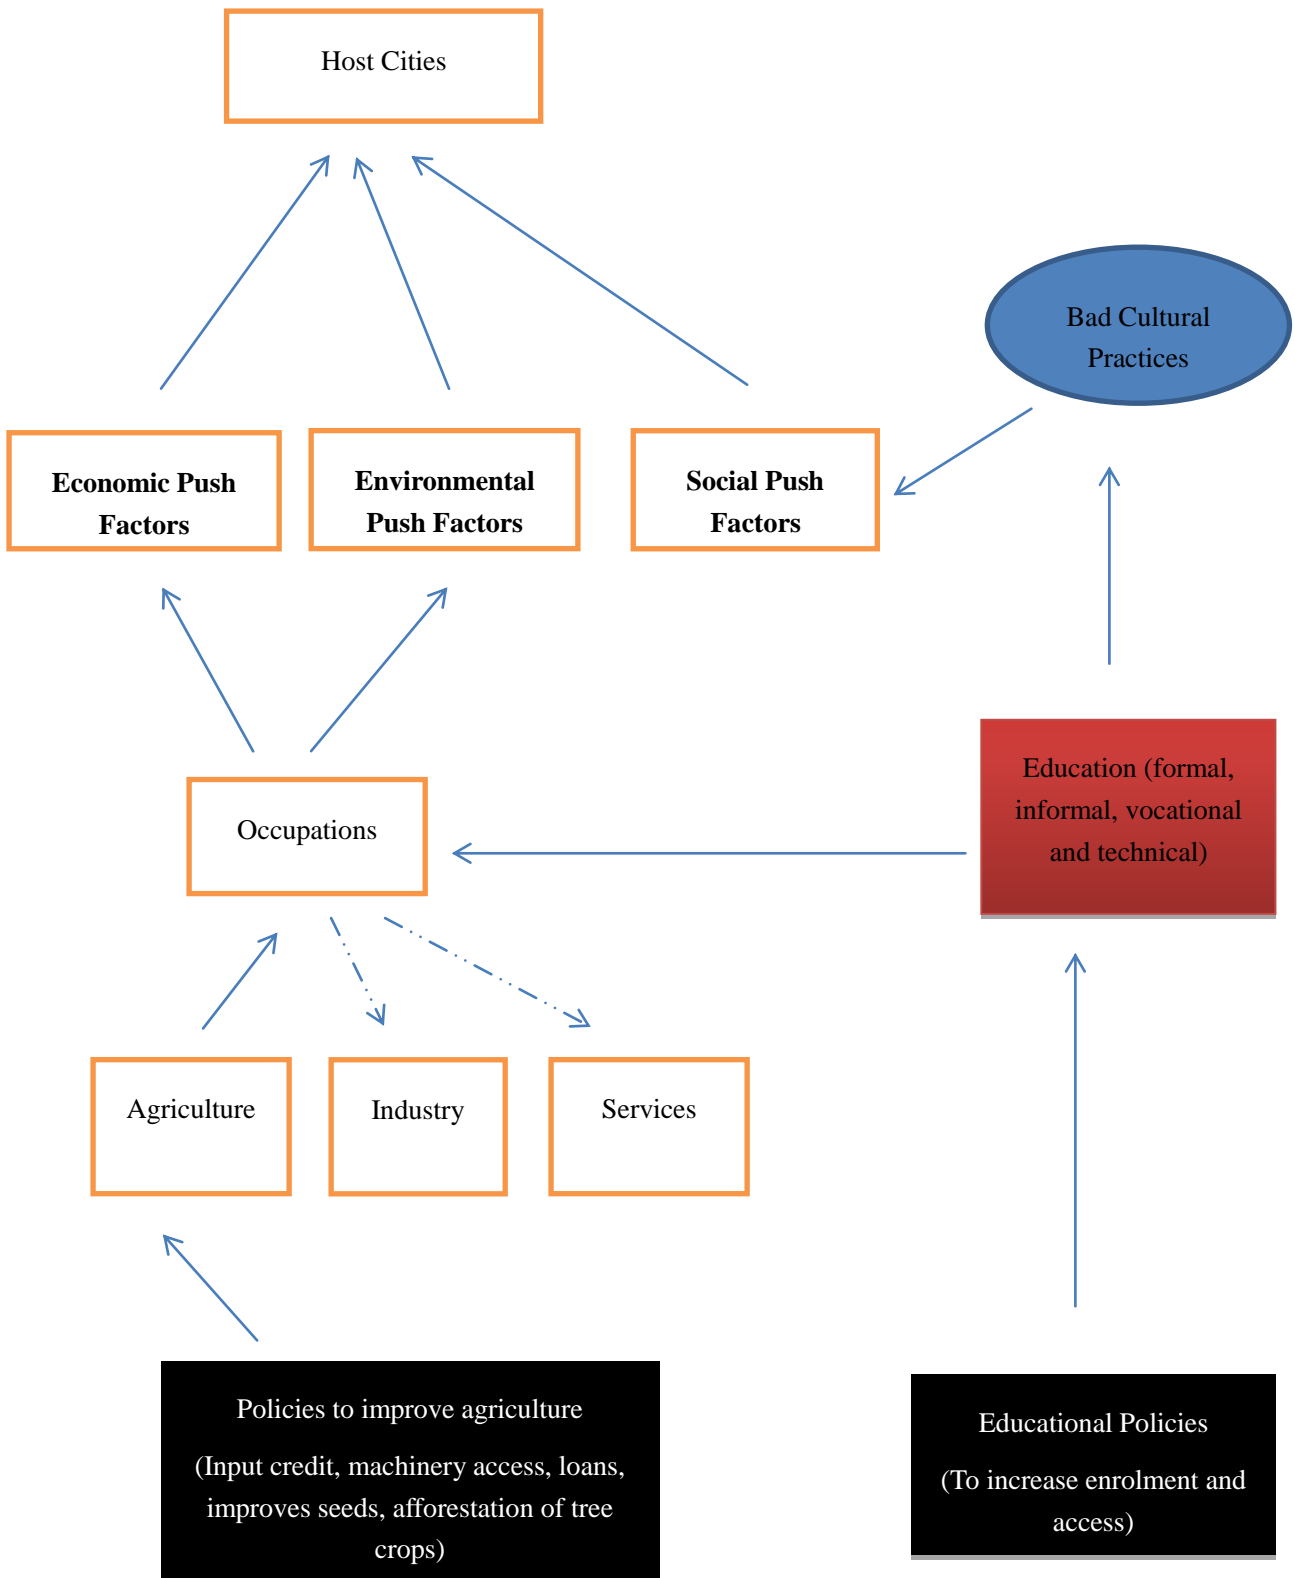 Host Cities
Bad Cultural
Practices
Economic Push
Factors
Environmental
Push Factors
Social Push
Factors
Education (formal,
informal, vocational
and technical)
Occupations
Agriculture
Industry
Services
Policies to improve agriculture
(Input credit, machinery access, loans,
improves seeds, afforestation of tree
crops)
Educational Policies
(To increase enrolment and
access)